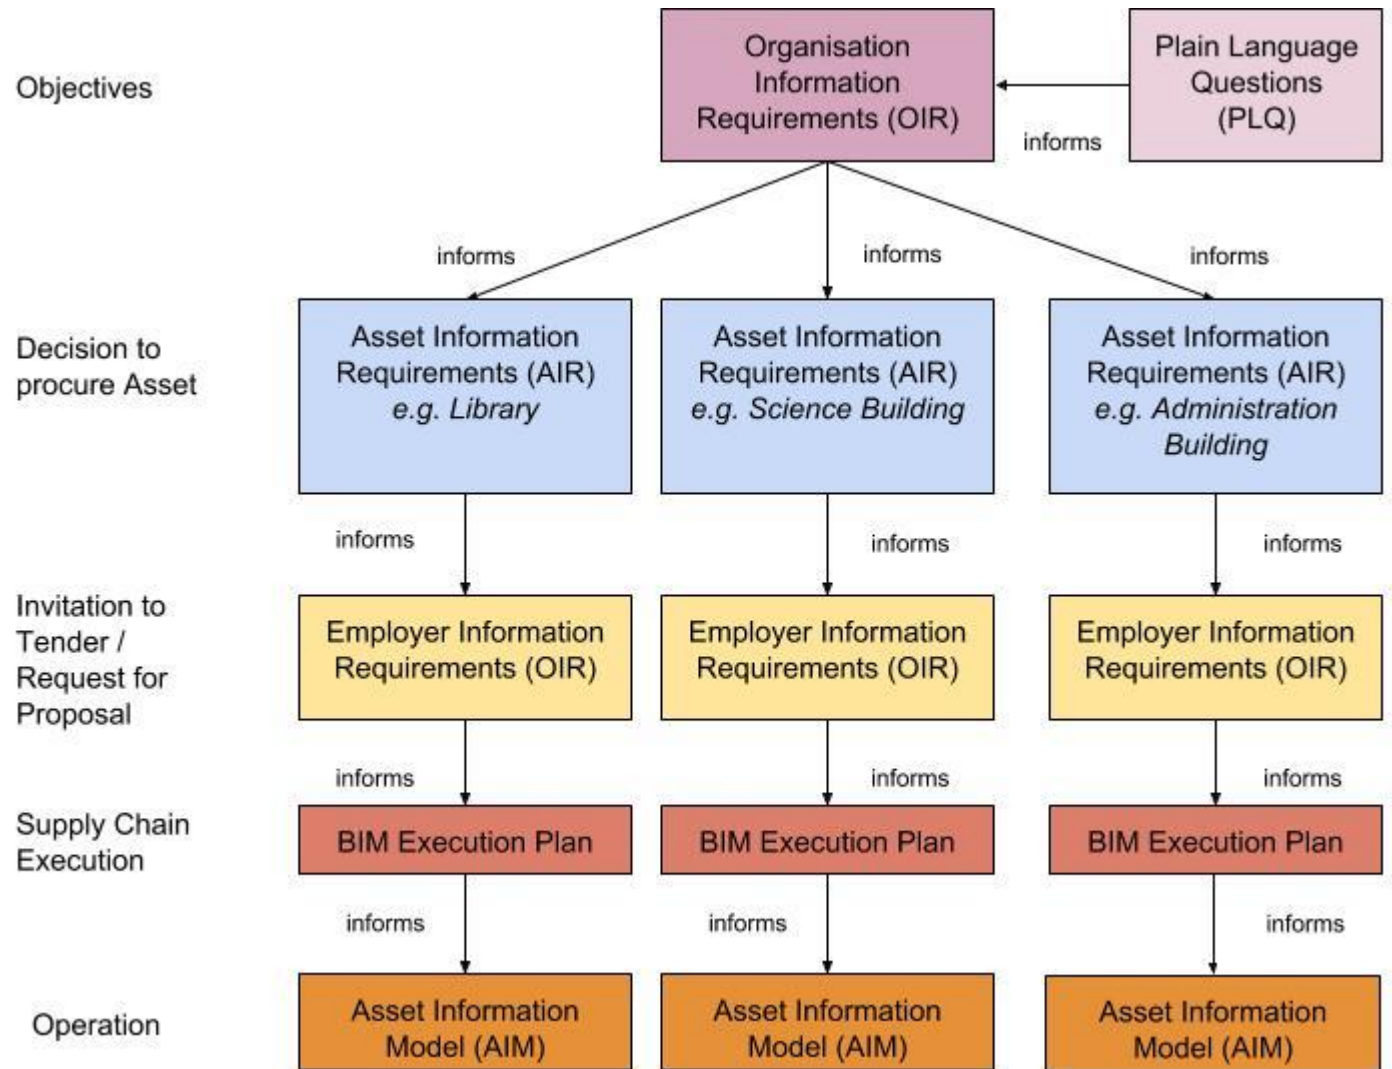 Objectives
Organisation
Information
Requirements (OIR)
Plain Language
Questions
(PLQ)
informs
informs
informs
informs
Decision to
procure Asset
Asset Information
Requirements (AIR)
e.g. Library
Asset Information
Requirements (AIR)
e.g. Science Building
Asset Information
Requirements (AIR)
e.g. Administration
Building
informs
informs
informs
Invitation to
Tender /
Request for
Proposal
Employer Information
Requirements (OIR)
Employer Information
Requirements (OIR)
Employer Information
Requirements (OIR)
informs
informs
informs
Supply Chain
Execution
BIM Execution Plan
BIM Execution Plan
BIM Execution Plan
informs
informs
informs
Operation
Asset Information
Model (AIM)
Asset Information
Model (AIM)
Asset Information
Model (AIM)